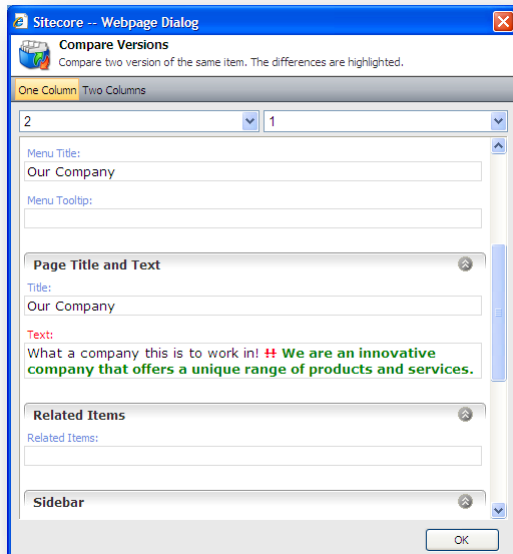 Sitecore -- Webpage Dialog
Compare Versions
Compare two version of the same item. The differences are highlighted.
One Column Two Columns
2 1
Menu Title:
Our Company
Menu Tooltip:
Page Title and Text
Title:
Our Company
Text:
What a company this is to work in! !! We are an innovative
company that offers a unique range of products and services.
Related Items
Related Items:
Sidebar
OK